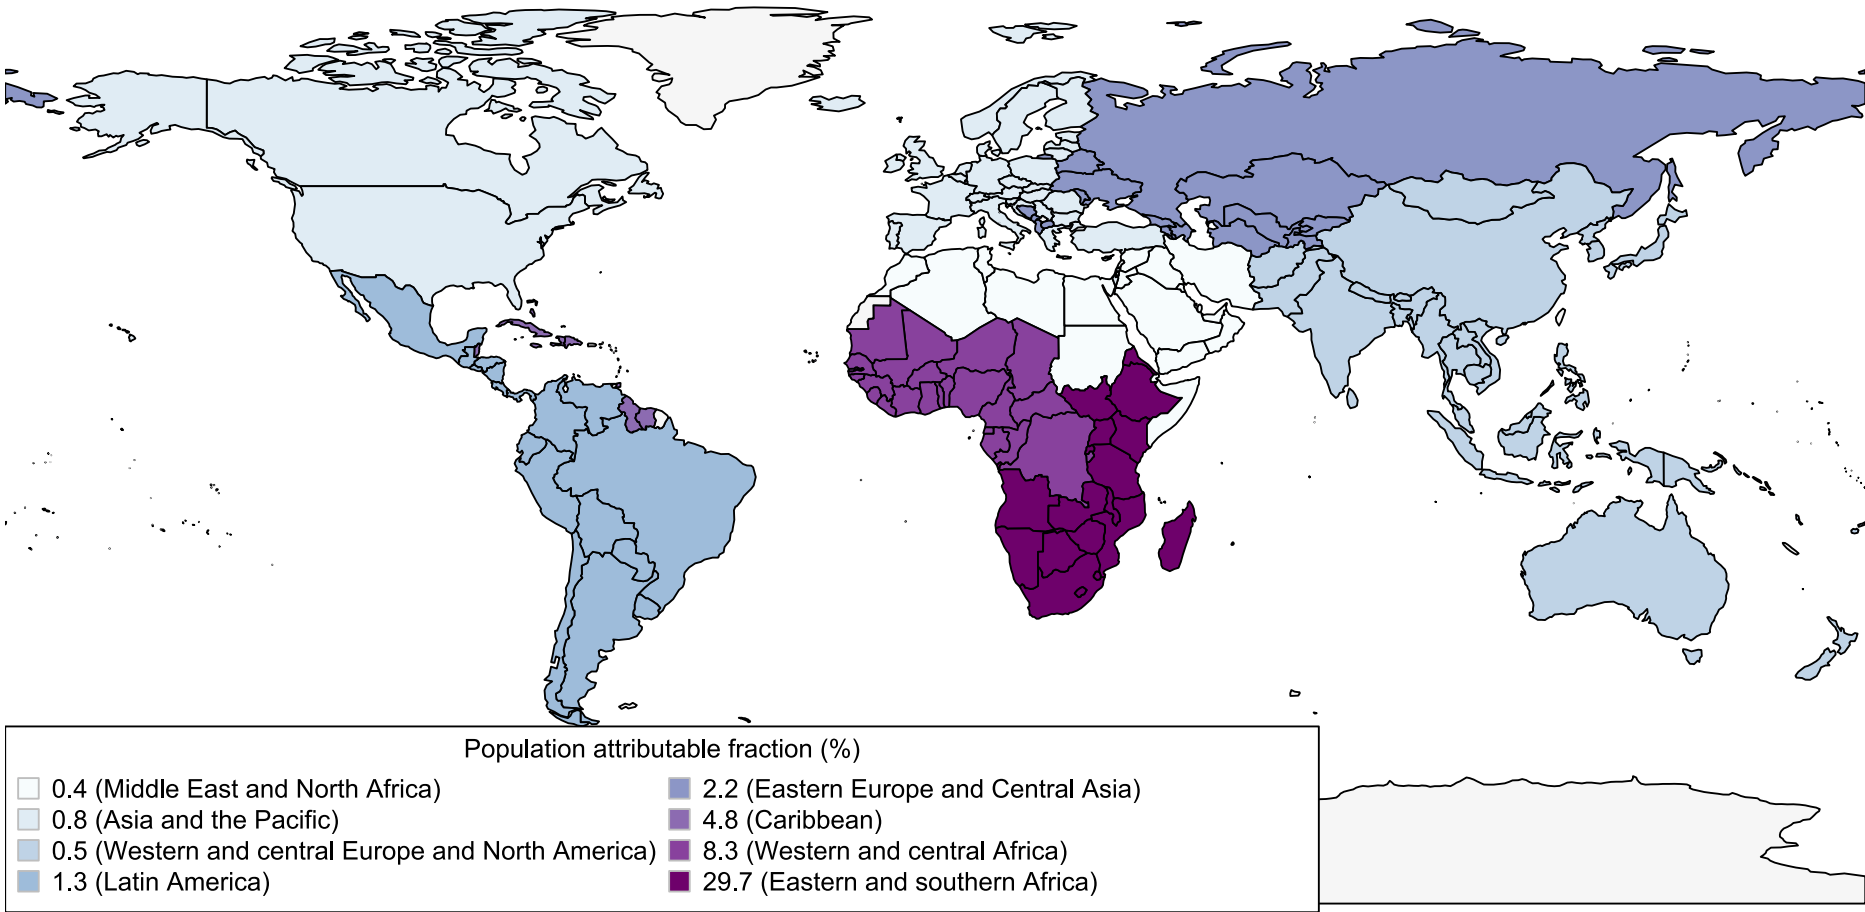 Population attributable fraction (%)
0.4 (Middle East and North Africa)
0.8 (Asia and the Pacific)
0.5 (Western and central Europe and North America)
1.3 (Latin America)
2.2 (Eastern Europe and Central Asia)
4.8 (Caribbean)
8.3 (Western and central Africa)
29.7 (Eastern and southern Africa)